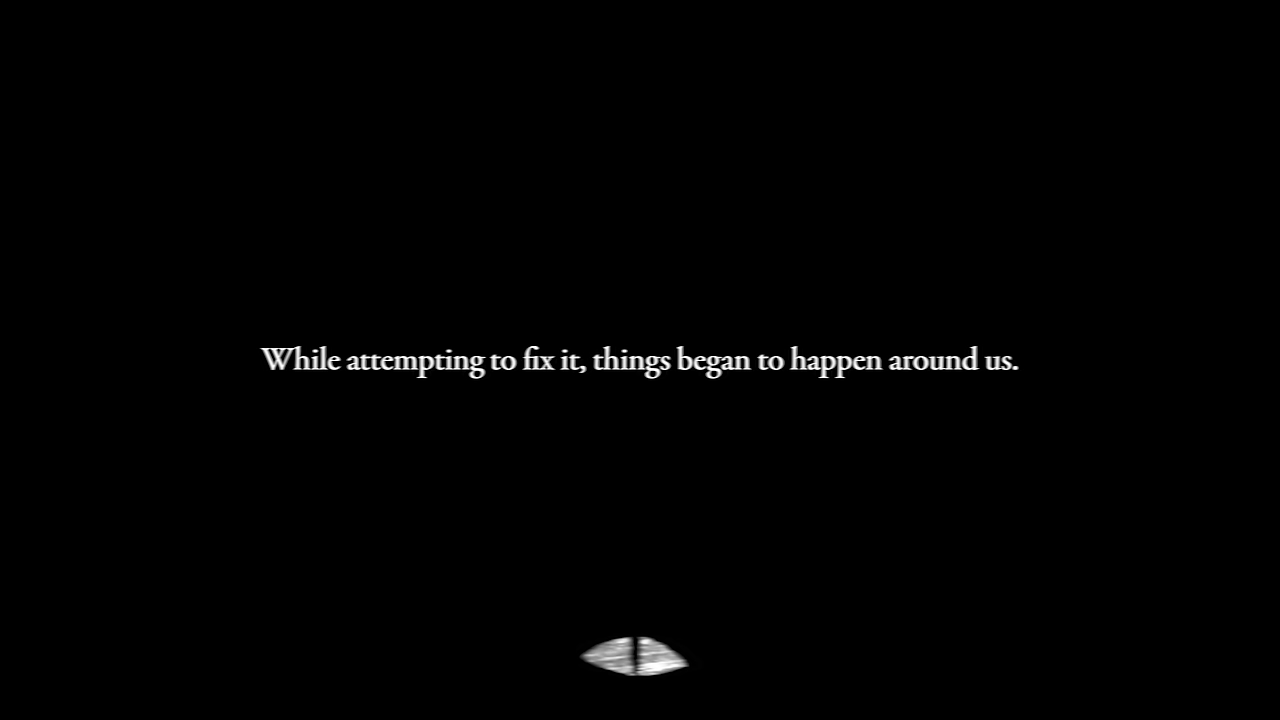 While attempting to fix it, things began to happen around us.